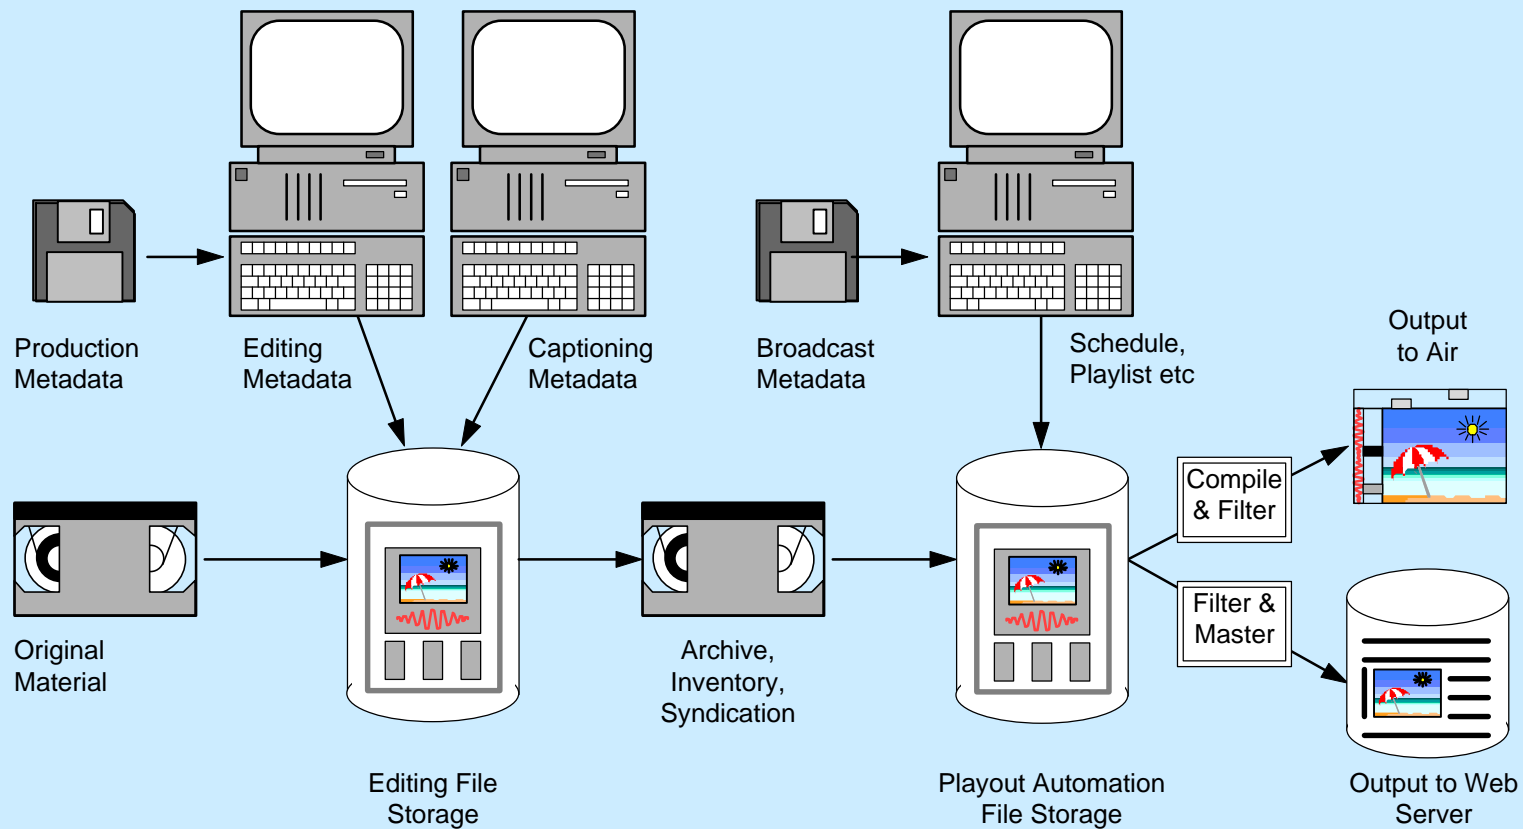 Production
Metadata
Editing
Metadata
Captioning
Metadata
Broadcast
Metadata
Schedule,
Playlist etc
Output
to Air
Compile
& Filter
Filter &
Master
Original
Material
Archive,
Inventory,
Syndication
Editing File
Storage
Playout Automation
File Storage
Output to Web
Server